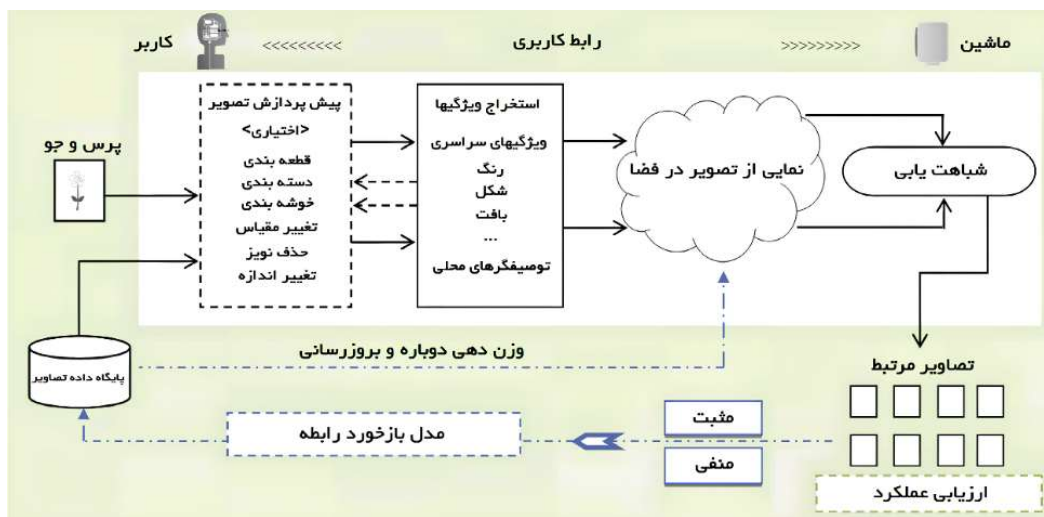 کاربر
>>>>>>>>>
رابط کاربری
<<<<<<<<<
ماشین
پرس و جو
پیش پردازش تصویر
<اختیاری>
قطعه بندی
دسته بندی
خوشه بندی
تغییر مقیاس
حذف نویز
تغییر اندازه
استخراج ویژگیها
ویژگیهای سراسری
رنگ
شکل
بافت
...
توصیفگرهای محلی
نمایی از تصویر در فضا
شباهت یابی
پایگاه داده تصاویر
وزن دهی دوباره و بروزرسانی
تصاویر مرتبط
مدل بازخورد رابطه
مثبت
منفی
ارزیابی عملکرد